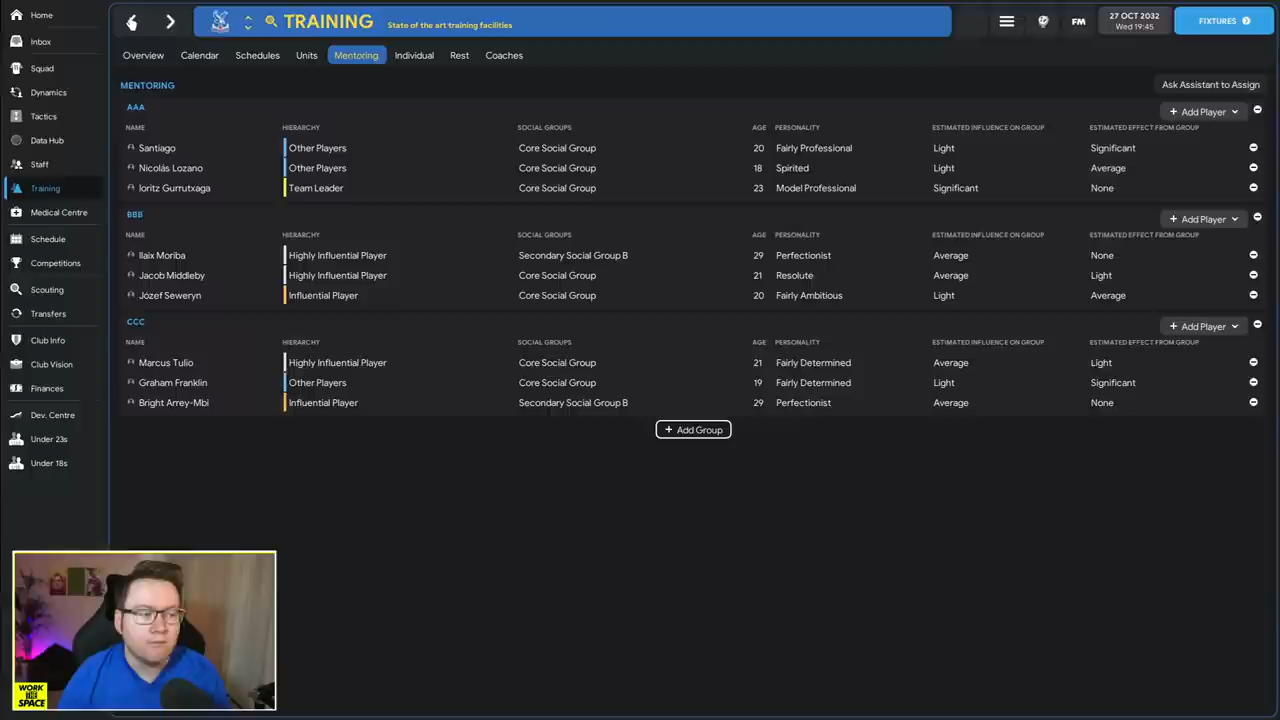 Home
TRAINING State of the art training facilities
FM
27 OCT 2032
Wed 19:45
FIXTURES
Inbox
Squad
Dynamics
Tactics
Data Hub
Staff
Training
Medical Centre
Schedule
Competitions
Scouting
Transfers
Club Info
Club Vision
Finances
Dev. Centre
Under 23s
Under 18s
Overview Calendar Schedules Units Mentoring Individual Rest Coaches
MENTORING Ask Assistant to Assign
AAA + Add Player
NAME HIERARCHY SOCIAL GROUPS AGE PERSONALITY ESTIMATED INFLUENCE ON GROUP ESTIMATED EFFECT FROM GROUP
Santiago Other Players Core Social Group 20 Fairly Professional Light Significant
Nicolás Lozano Other Players Core Social Group 18 Spirited Light Average
Ioritz Gurrutxaga Team Leader Core Social Group 23 Model Professional Significant None
BBB + Add Player
NAME HIERARCHY SOCIAL GROUPS AGE PERSONALITY ESTIMATED INFLUENCE ON GROUP ESTIMATED EFFECT FROM GROUP
Ilaix Moriba Highly Influential Player Secondary Social Group B 29 Perfectionist Average None
Jacob Middleby Highly Influential Player Core Social Group 21 Resolute Average Light
Józef Seweryn Influential Player Core Social Group 20 Fairly Ambitious Light Average
CCC + Add Player
NAME HIERARCHY SOCIAL GROUPS AGE PERSONALITY ESTIMATED INFLUENCE ON GROUP ESTIMATED EFFECT FROM GROUP
Marcus Tulio Highly Influential Player Core Social Group 21 Fairly Determined Average Light
Graham Franklin Other Players Core Social Group 19 Fairly Determined Light Significant
Bright Arrey-Mbi Influential Player Secondary Social Group B 29 Perfectionist Average None
+ Add Group
WORK
THE
SPACE